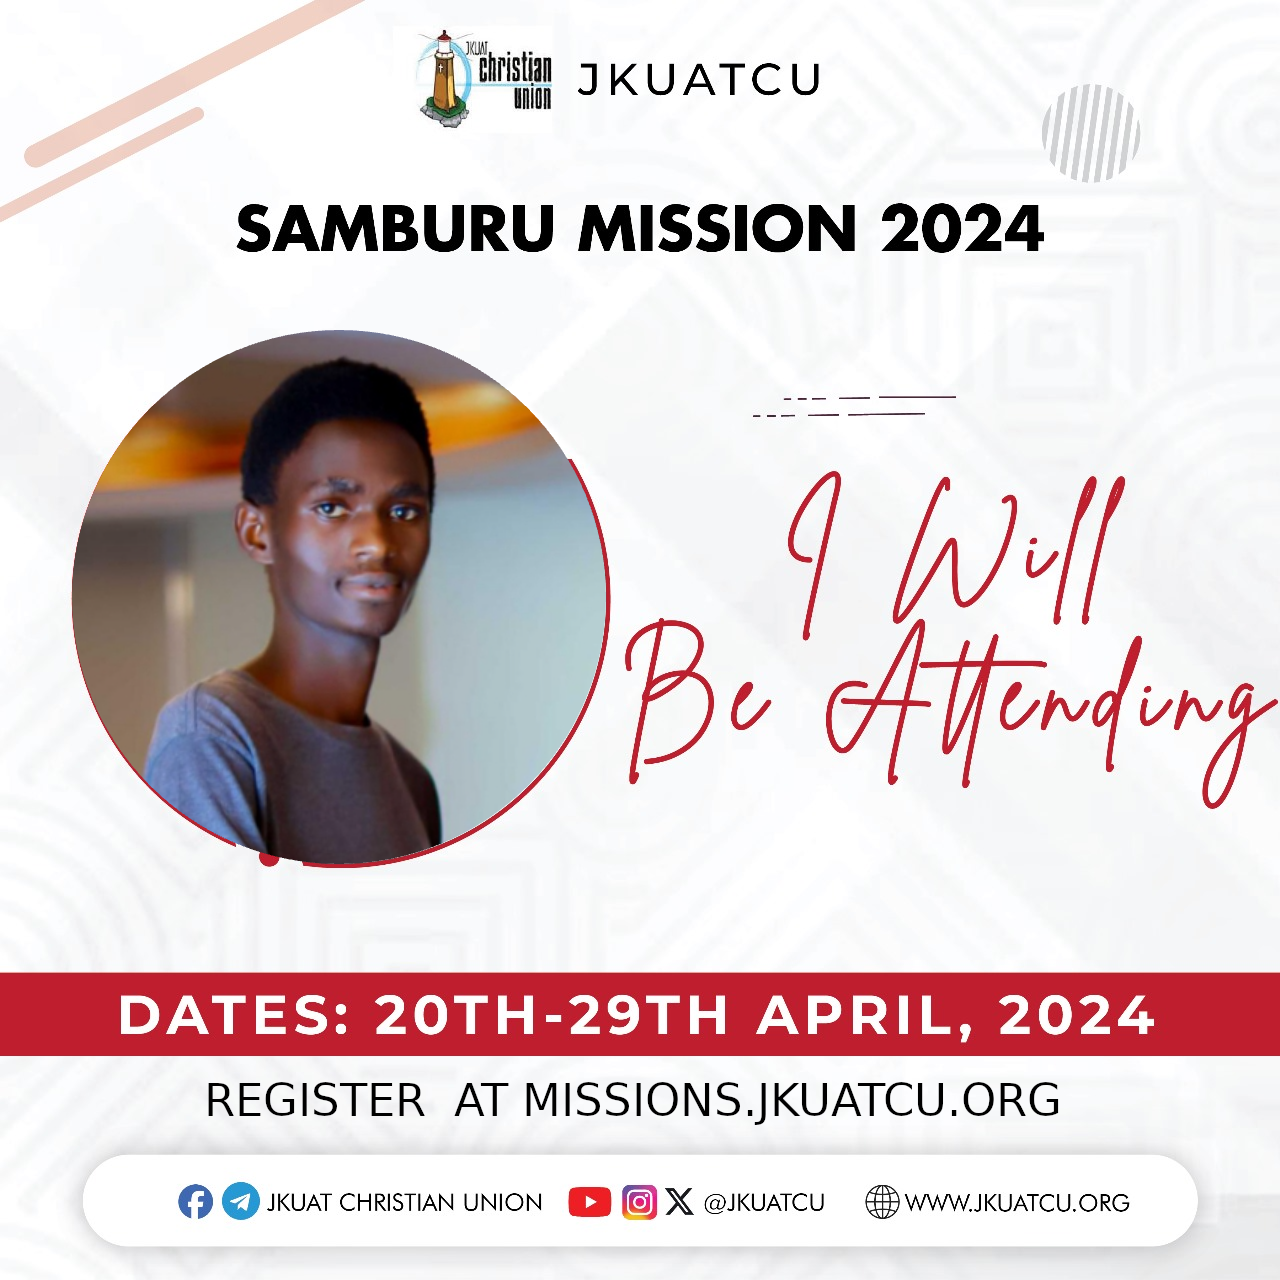 JKUAT
christian
union
JKUATCU
SAMBURU MISSION 2024
I Will
Be Attending
DATES: 20TH-29TH APRIL, 2024
REGISTER  AT MISSIONS.JKUATCU.ORG
JKUAT CHRISTIAN UNION @JKUATCU WWW.JKUATCU.ORG